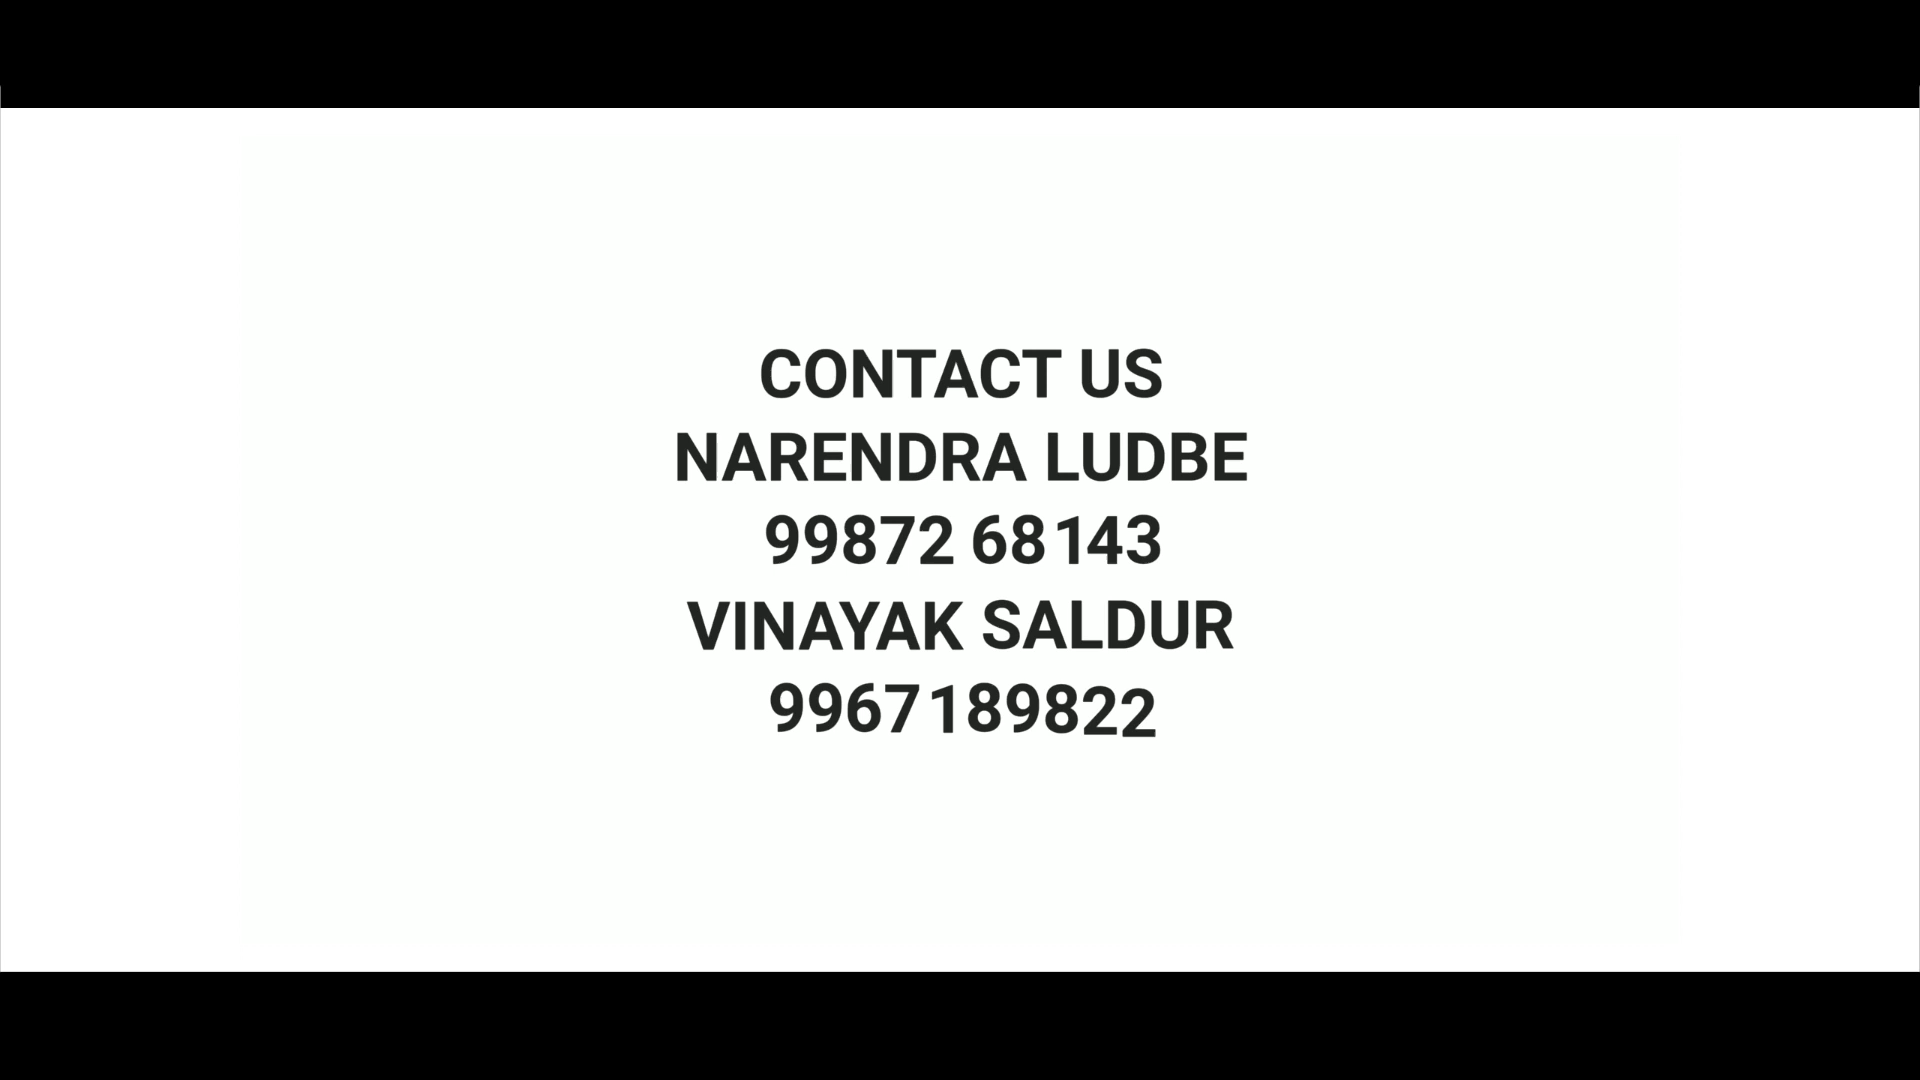 CONTACT US
NARENDRA LUDBE
99872 68143
VINAYAK SALDUR
9967189822